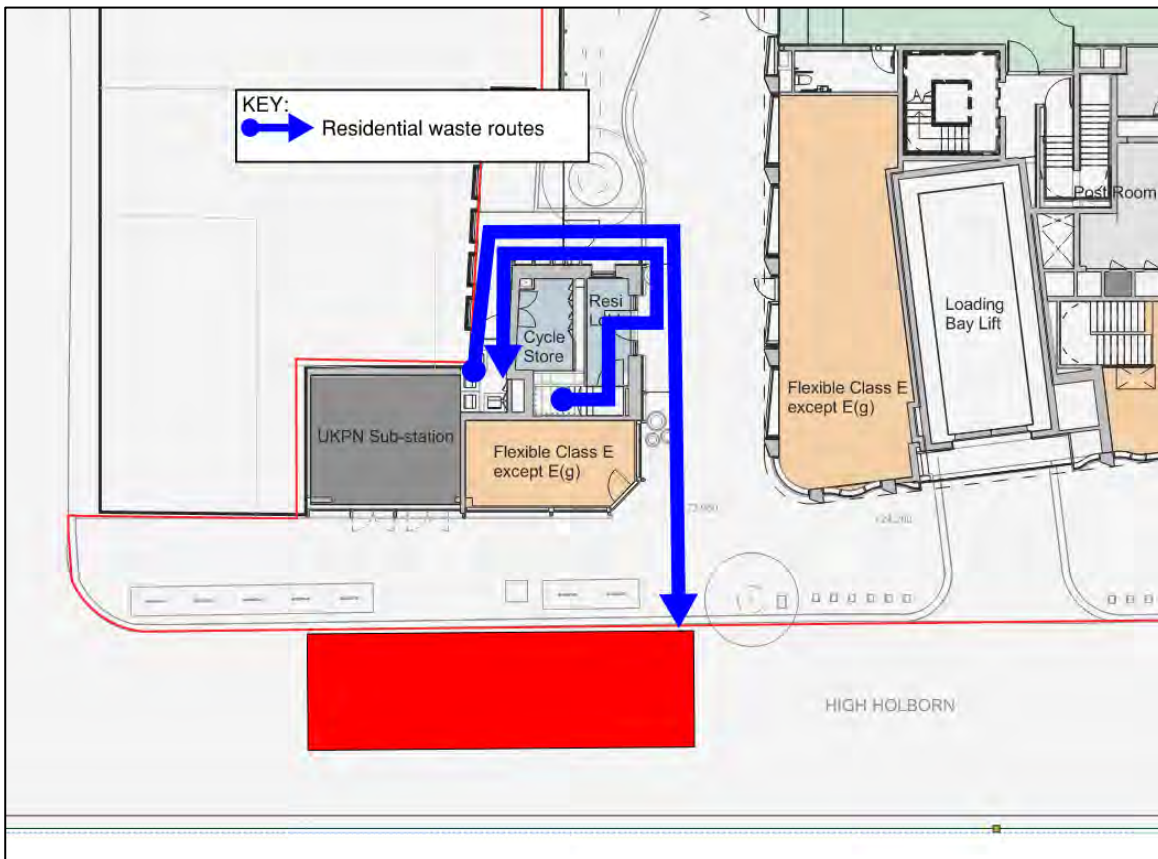 KEY:
Residential waste routes
Post Room
Resi
Cycle
Store
Loading
Bay Lift
Flexible Class E
except E(g)
UKPN Sub-station
Flexible Class E
except E(g)
HIGH HOLBORN